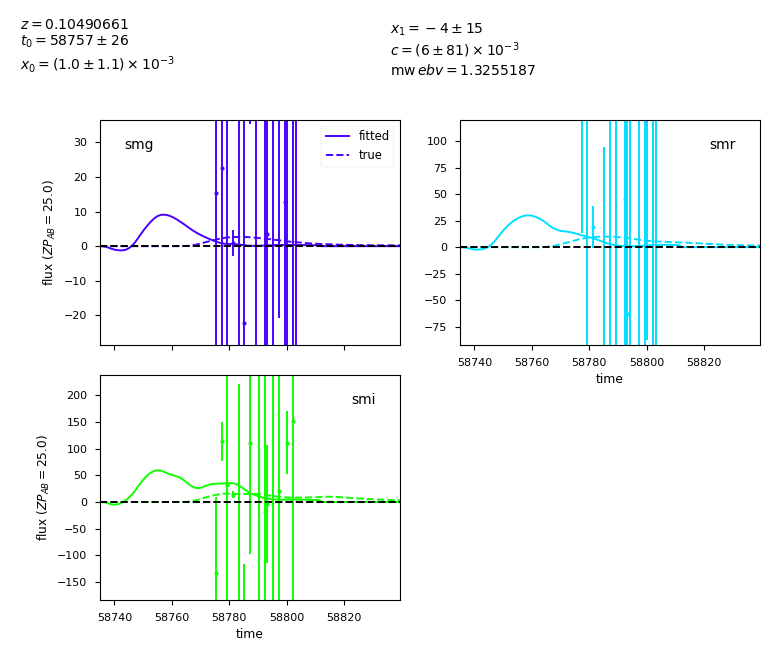 z = 0.10490661
t₀ = 58757 ± 26
x₀ = (1.0 ± 1.1) × 10⁻³
x₁ = −4 ± 15
c = (6 ± 81) × 10⁻³
mw ebv = 1.3255187
smg
fitted
true
30
20
10
0
−10
−20
flux (ZP_AB = 25.0)
smr
100
75
50
25
0
−25
−50
−75
58740 58760 58780 58800 58820
time
smi
200
150
100
50
0
−50
−100
−150
flux (ZP_AB = 25.0)
58740 58760 58780 58800 58820
time